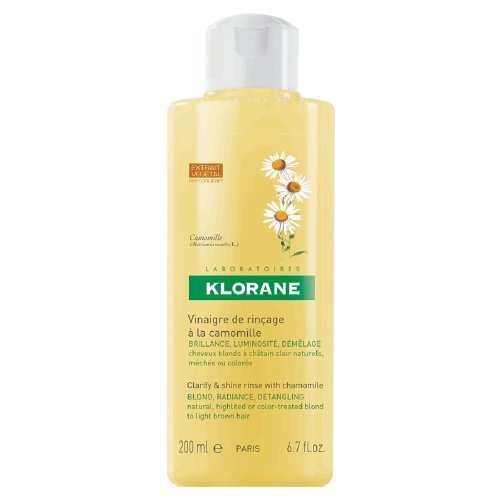 EXTRAIT
VÉGÉTAL
PHYTOFILIÈRE
Camomille
LABORATOIRES
KLORANE
Vinaigre de rinçage
à la camomille
BRILLANCE, LUMINOSITÉ, DÉMÊLAGE
cheveux blonds à châtain clair naturels,
méchés ou colorés
Clarify & shine rinse with chamomile
BLOND, RADIANCE, DETANGLING
natural, highlited or color-treated blond
to light brown hair
200 ml e PARIS 6.7 fl.oz.